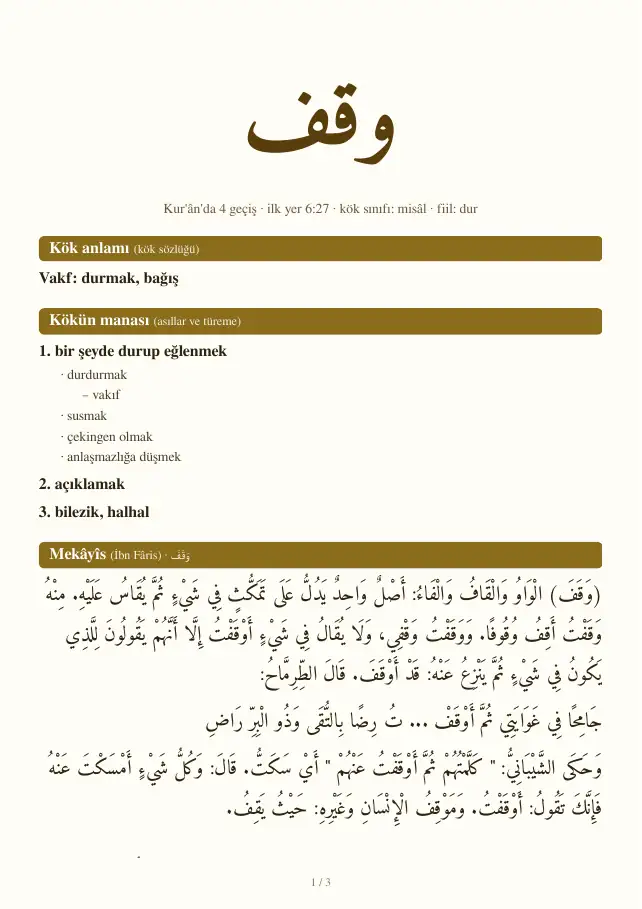 وقف
Kur'ân'da 4 geçiş · ilk yer 6:27 · kök sınıfı: misâl · fiil: dur
Kök anlamı (kök sözlüğü)
Vakf: durmak, bağış
Kökün manası (asıllar ve türeme)
1. bir şeyde durup eğlenmek
· durdurmak
– vakıf
· susmak
· çekingen olmak
· anlaşmazlığa düşmek
2. açıklamak
3. bilezik, halhal
Mekâyîs (İbn Fâris) · وَقَفَ
(وَقَفَ) الْوَاوُ وَالْقَافُ وَالْفَاءُ: أَصْلٌ وَاحِدٌ يَدُلُّ عَلَى تَمَكُّثٍ فِي شَيْءٍ ثُمَّ يُقَاسُ عَلَيْهِ. مِنْهُ
وَقَفْتُ أَقِفُ وُقُوفًا. وَوَقَفْتُ وَقْفِي، وَلَا يُقَالُ فِي شَيْءٍ أَوْقَفْتُ إِلَّا أَنَّهُمْ يَقُولُونَ لِلَّذِي
يَكُونُ فِي شَيْءٍ ثُمَّ يَنْزِعُ عَنْهُ: قَدْ أَوْقَفَ. قَالَ الطِّرِمَّاحُ:
جَامِحًا فِي غَوَايَتِي ثُمَّ أَوْقَفْ ... تُ رِضًا بِالتُّقَى وَذُو الْبِرِّ رَاضِ
وَحَكَى الشَّيْبَانِيُّ: " كَلَّمْتُهُمْ ثُمَّ أَوْقَفْتُ عَنْهُمْ " أَيْ سَكَتُّ. قَالَ: وَكُلُّ شَيْءٍ أَمْسَكْتَ عَنْهُ
فَإِنَّكَ تَقُولُ: أَوْقَفْتُ. وَمَوْقِفُ الْإِنْسَانِ وَغَيْرِهِ: حَيْثُ يَقِفُ.
1 / 3